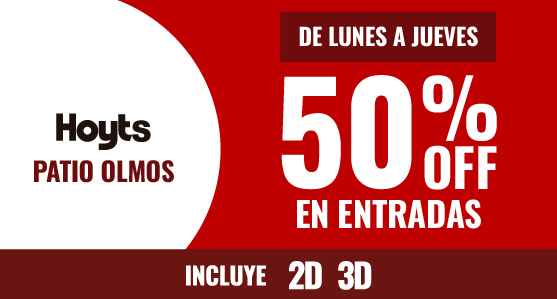 Hoyts
PATIO OLMOS
DE LUNES A JUEVES
50%
OFF
EN ENTRADAS
INCLUYE 2D 3D